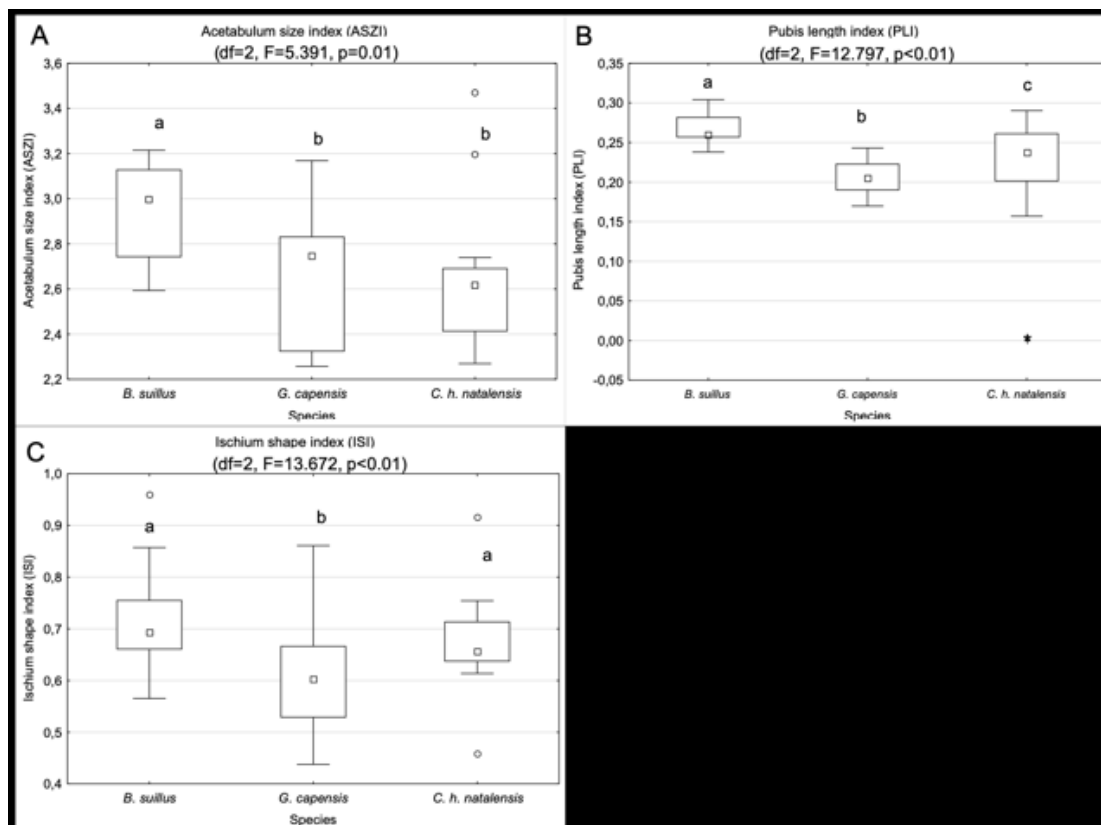 A
Acetabulum size index (ASZI)
(df=2, F=5.391, p=0.01)
Acetabulum size index (ASZI)
3,6
3,4
3,2
3,0
2,8
2,6
2,4
2,2
a
b
b
B. suillus
G. capensis
C. h. natalensis
Species
B
Pubis length index (PLI)
(df=2, F=12.797, p<0.01)
Pubis length index (PLI)
0,35
0,30
0,25
0,20
0,15
0,10
0,05
0,00
-0,05
a
b
c
B. suillus
G. capensis
C. h. natalensis
Species
C
Ischium shape index (ISI)
(df=2, F=13.672, p<0.01)
Ischium shape index (ISI)
1,0
0,9
0,8
0,7
0,6
0,5
0,4
a
b
a
B. suillus
G. capensis
C. h. natalensis
Species